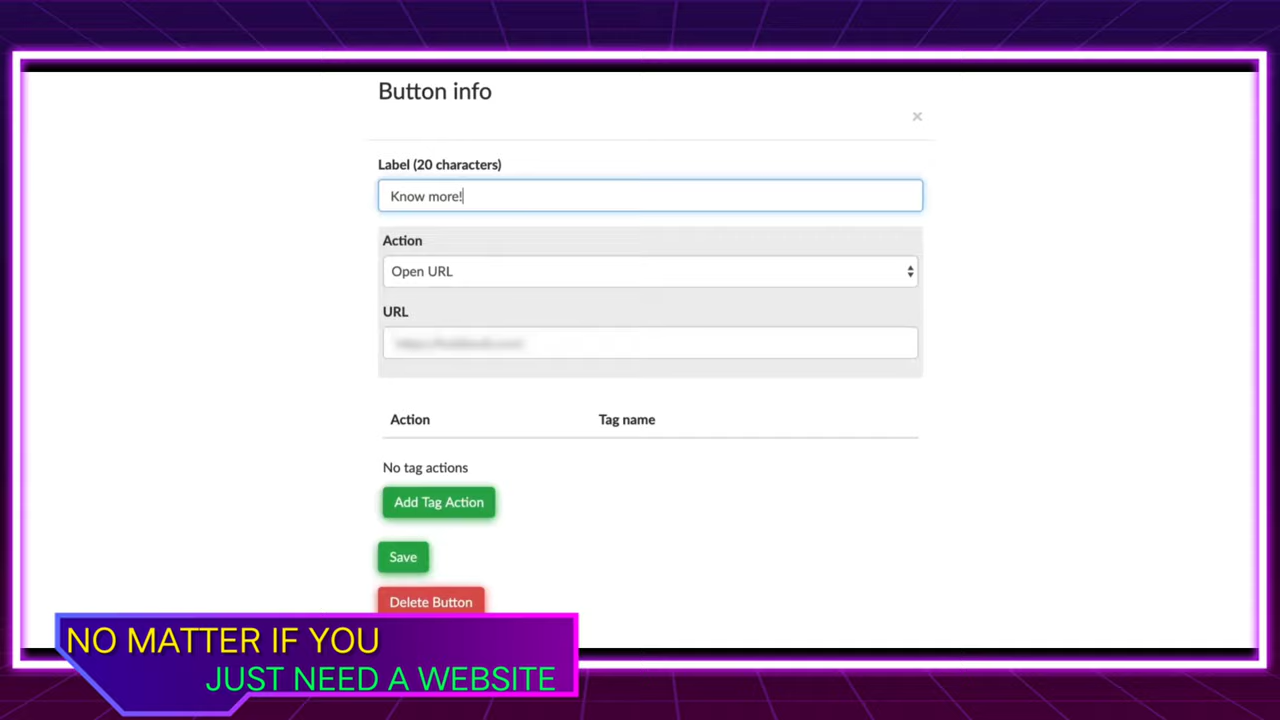 Button info
×
Label (20 characters)
Know more!
Action
Open URL
URL
Action Tag name
No tag actions
Add Tag Action
Save
Delete Button
NO MATTER IF YOU
JUST NEED A WEBSITE